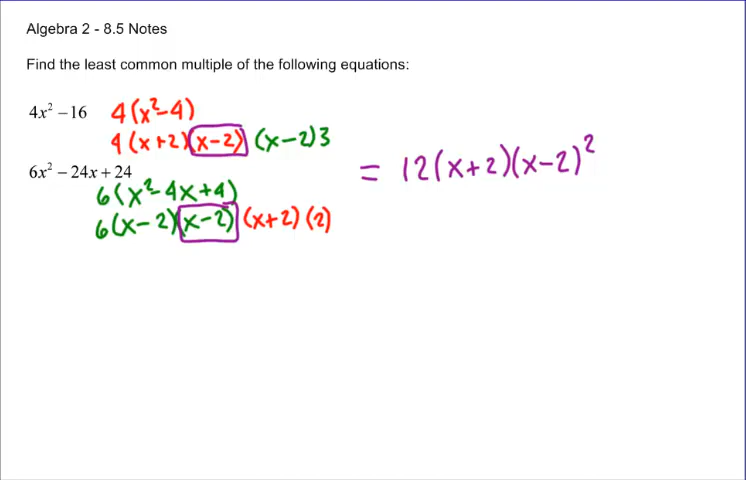 Algebra 2 - 8.5 Notes
Find the least common multiple of the following equations:
4x² − 16 4(x²−4)
4(x+2)(x−2) (x−2)3
6x² − 24x + 24
= 12(x+2)(x−2)²
6(x²−4x+4)
6(x−2)(x−2) (x+2)(2)